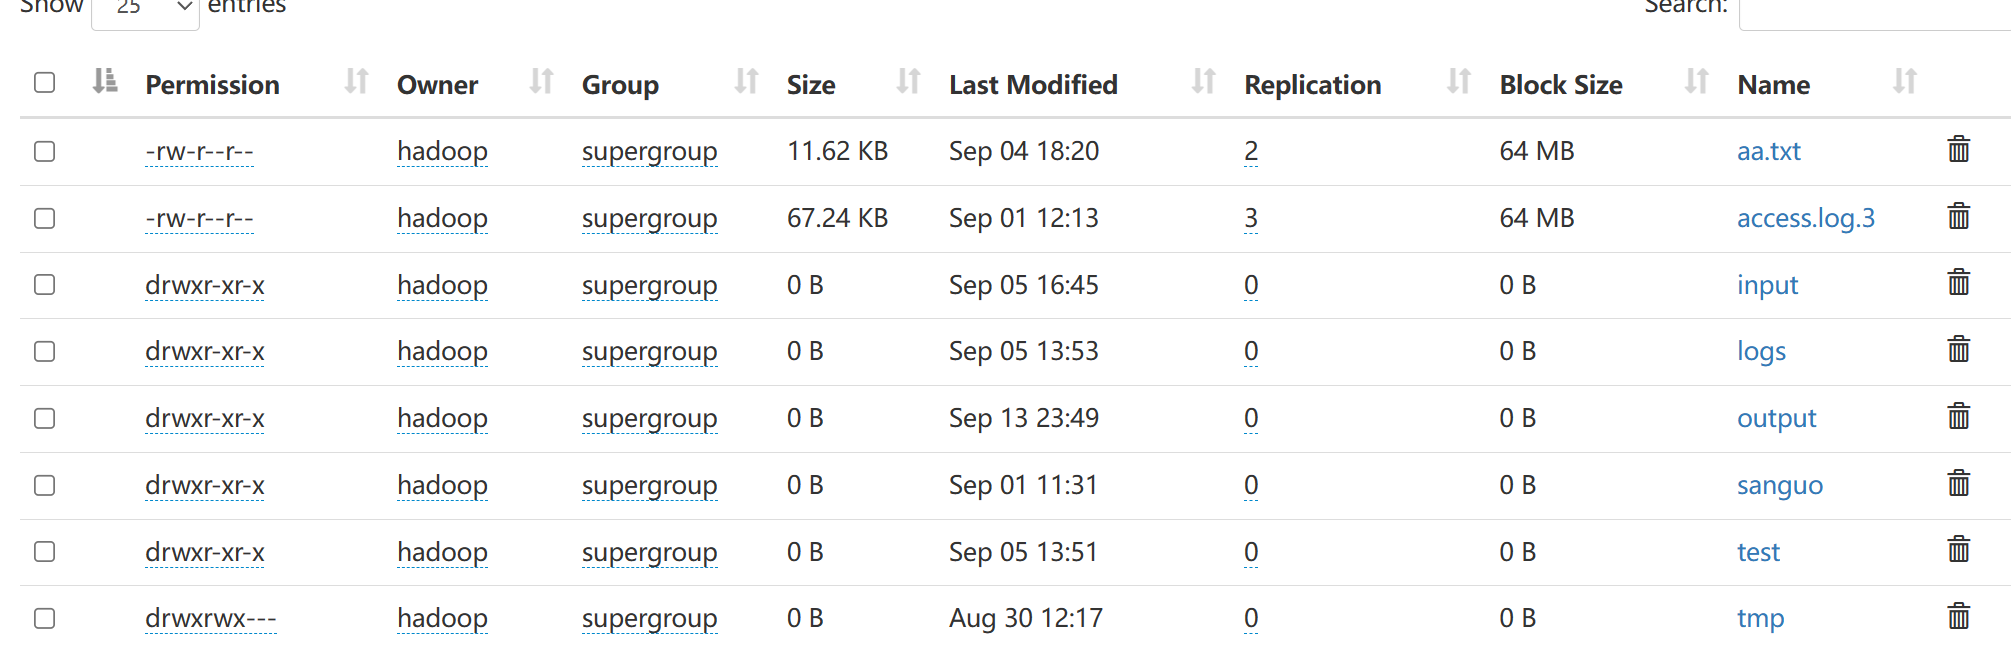 Show 25 entries Search:
Permission Owner Group Size Last Modified Replication Block Size Name
-rw-r--r-- hadoop supergroup 11.62 KB Sep 04 18:20 2 64 MB aa.txt
-rw-r--r-- hadoop supergroup 67.24 KB Sep 01 12:13 3 64 MB access.log.3
drwxr-xr-x hadoop supergroup 0 B Sep 05 16:45 0 0 B input
drwxr-xr-x hadoop supergroup 0 B Sep 05 13:53 0 0 B logs
drwxr-xr-x hadoop supergroup 0 B Sep 13 23:49 0 0 B output
drwxr-xr-x hadoop supergroup 0 B Sep 01 11:31 0 0 B sanguo
drwxr-xr-x hadoop supergroup 0 B Sep 05 13:51 0 0 B test
drwxrwx--- hadoop supergroup 0 B Aug 30 12:17 0 0 B tmp